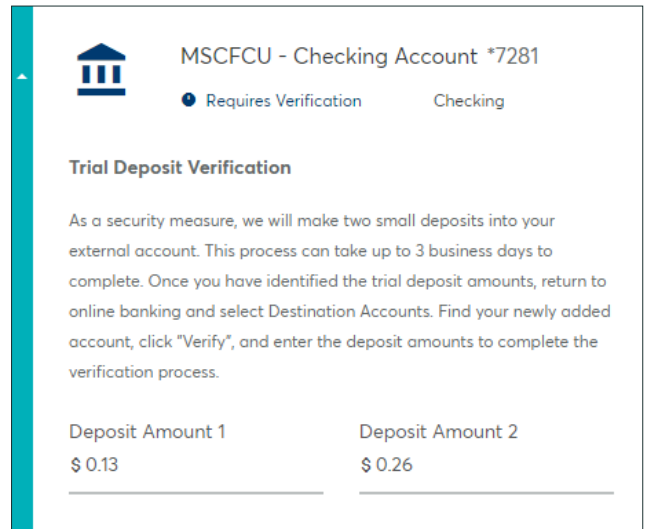 MSCFCU - Checking Account *7281
Requires Verification Checking
Trial Deposit Verification
As a security measure, we will make two small deposits into your
external account. This process can take up to 3 business days to
complete. Once you have identified the trial deposit amounts, return to
online banking and select Destination Accounts. Find your newly added
account, click "Verify", and enter the deposit amounts to complete the
verification process.
Deposit Amount 1 Deposit Amount 2
$ 0.13 $ 0.26